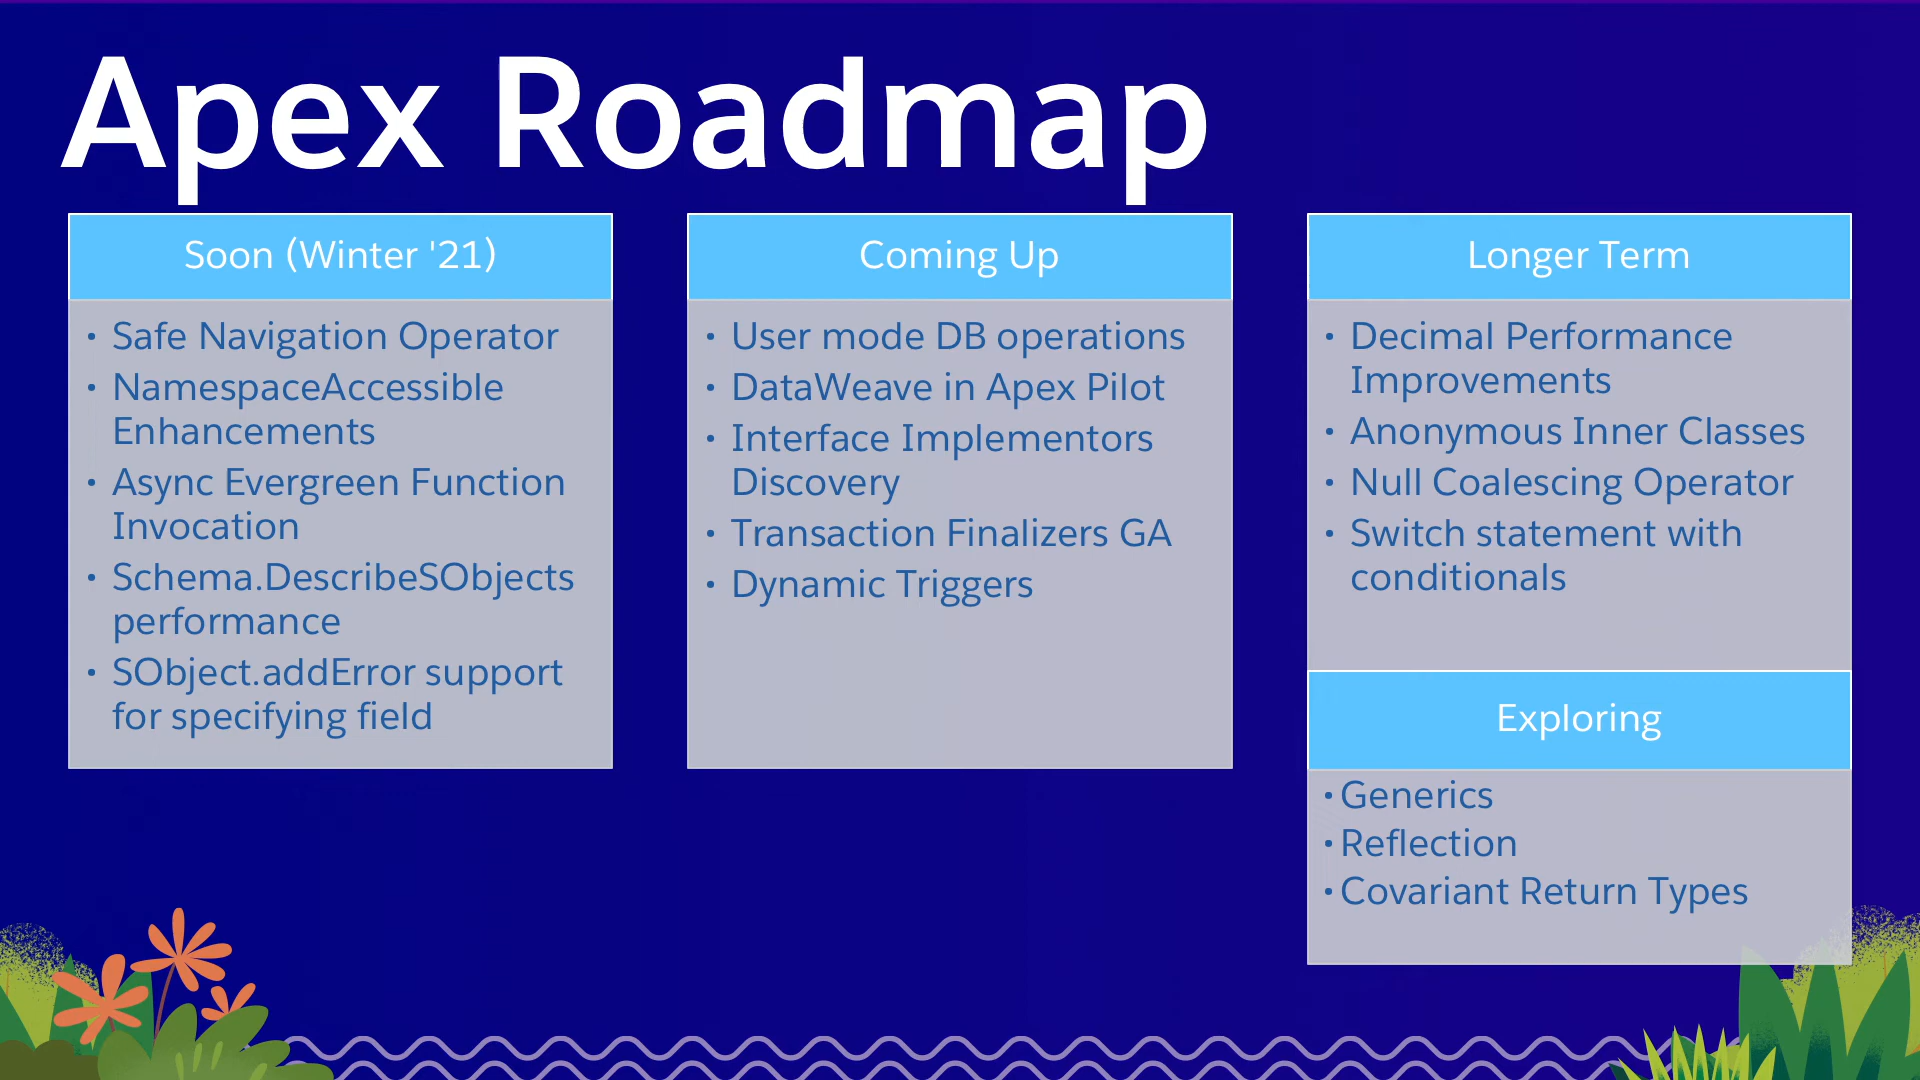 Apex Roadmap
Soon (Winter '21)
• Safe Navigation Operator
• NamespaceAccessible
Enhancements
• Async Evergreen Function
Invocation
• Schema.DescribeSObjects
performance
• SObject.addError support
for specifying field
Coming Up
• User mode DB operations
• DataWeave in Apex Pilot
• Interface Implementors
Discovery
• Transaction Finalizers GA
• Dynamic Triggers
Longer Term
• Decimal Performance
Improvements
• Anonymous Inner Classes
• Null Coalescing Operator
• Switch statement with
conditionals
Exploring
• Generics
• Reflection
• Covariant Return Types